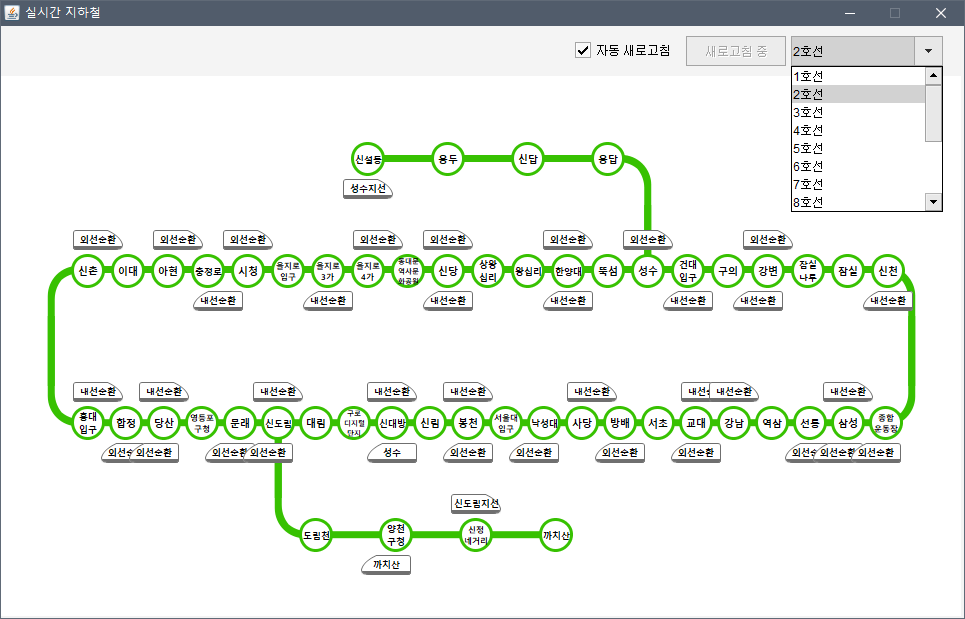 실시간 지하철
자동 새로고침
새로고침 중
2호선
1호선
2호선
3호선
4호선
5호선
6호선
7호선
8호선
신설동 용두 신답 용답
성수지선
외선순환 외선순환 외선순환 외선순환 외선순환 외선순환 외선순환 외선순환
신촌 이대 아현 충정로 시청 을지로 입구 을지로 3가 을지로 4가 동대문 역사문 화공원 신당 상왕 십리 왕십리 한양대 뚝섬 성수 건대 입구 구의 강변 잠실 나루 잠실 신천
내선순환 내선순환 내선순환 내선순환 내선순환 내선순환 내선순환
내선순환 내선순환 내선순환 내선순환 내선순환 내선순환 내선 내선순환 내선순환
홍대 입구 합정 당산 영등포 구청 문래 신도림 대림 구로 디지털 단지 신대방 신림 봉천 서울대 입구 낙성대 사당 방배 서초 교대 강남 역삼 선릉 삼성 종합 운동장
외선순 외선순환 외선순환 외선순환 성수 외선순환 외선순환 외선순환 외선순환 외선순 외선순환 외선순환
신도림지선
도림천 양천 구청 신정 네거리 까치산
까치산